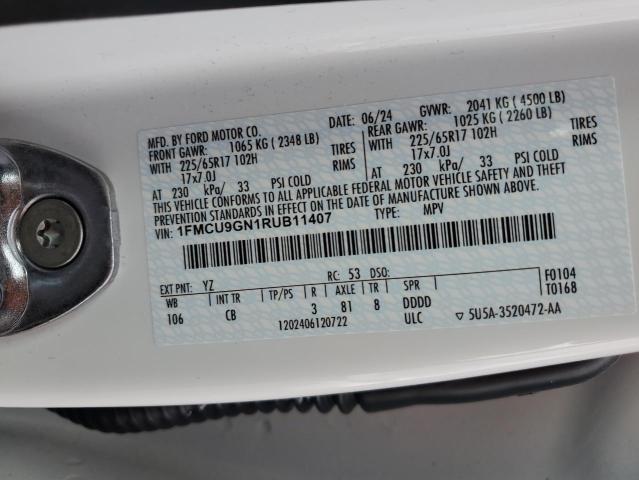 MFD. BY FORD MOTOR CO.
DATE: 06/24
GVWR: 2041 KG ( 4500 LB)
FRONT GAWR: 1065 KG ( 2348 LB)
REAR GAWR: 1025 KG ( 2260 LB)
WITH 225/65R17 102H TIRES
WITH 225/65R17 102H TIRES
17x7.0J RIMS
17x7.0J RIMS
AT 230 kPa/ 33 PSI COLD
AT 230 kPa/ 33 PSI COLD
THIS VEHICLE CONFORMS TO ALL APPLICABLE FEDERAL MOTOR VEHICLE SAFETY AND THEFT
PREVENTION STANDARDS IN EFFECT ON THE DATE OF MANUFACTURE SHOWN ABOVE.
VIN: 1FMCU9GN1RUB11407 TYPE: MPV
EXT PNT: YZ RC: 53 DSO: F0104
WB INT TR TP/PS R AXLE TR SPR T0168
106 CB 3 81 8 DDDD
1202406120722 ULC ▽ 5U5A-3520472-AA